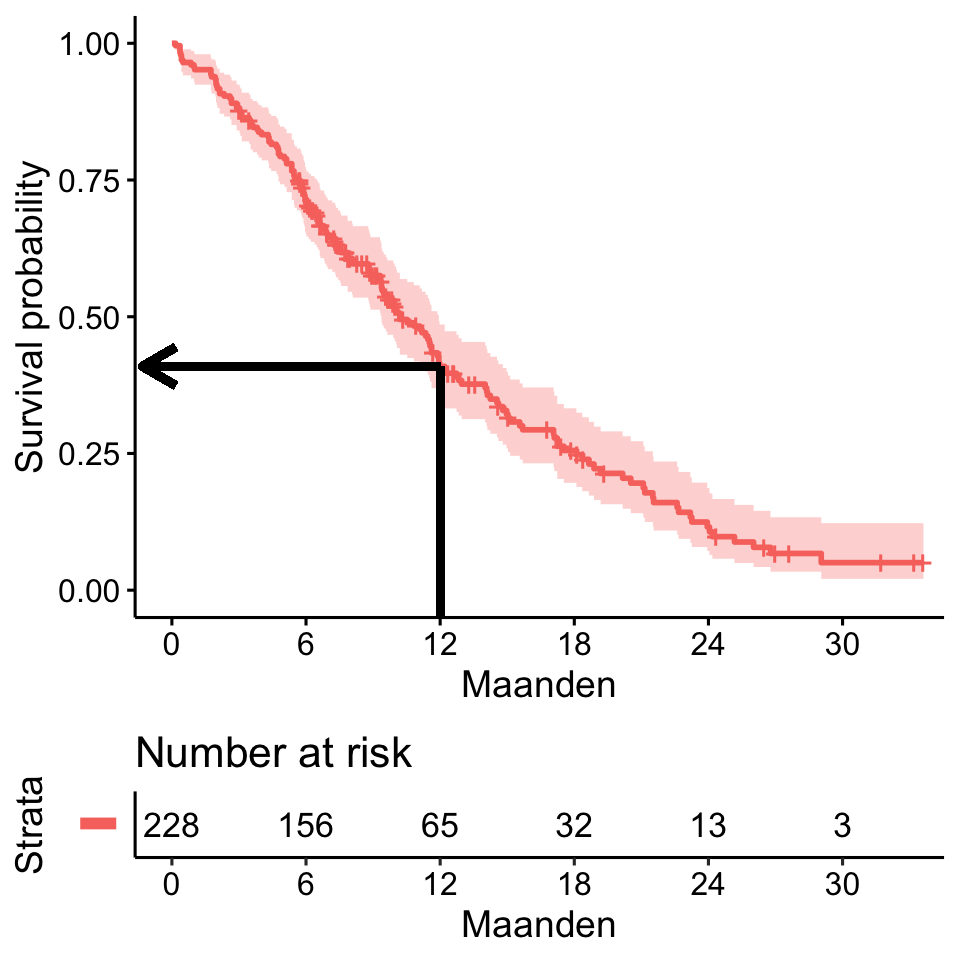 1.00
0.75
0.50
0.25
0.00
Survival probability
0 6 12 18 24 30
Maanden
Number at risk
Strata
228 156 65 32 13 3
0 6 12 18 24 30
Maanden